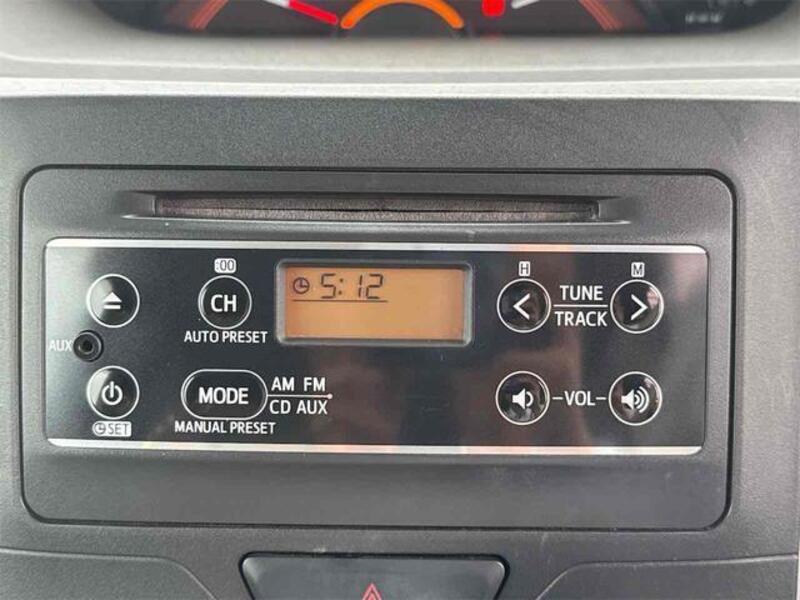 :00
H
M
5:12
CH
TUNE
TRACK
AUTO PRESET
AUX
MODE
AM FM
CD AUX
VOL
SET
MANUAL PRESET